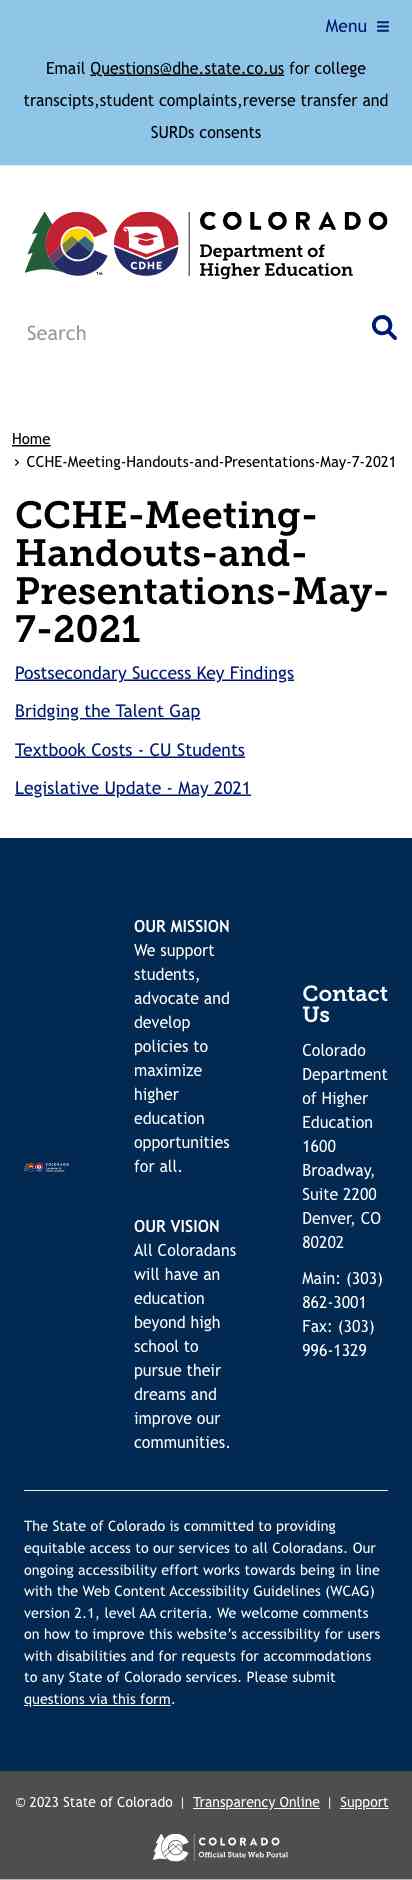 Menu
Email Questions@dhe.state.co.us for college
transcipts,student complaints,reverse transfer and
SURDs consents
COLORADO
CO
CDHE
TM
Department of
Higher Education
Search
Home
› CCHE-Meeting-Handouts-and-Presentations-May-7-2021
CCHE-Meeting-
Handouts-and-
Presentations-May-
7-2021
Postsecondary Success Key Findings
Bridging the Talent Gap
Textbook Costs - CU Students
Legislative Update - May 2021
OUR MISSION
We support
students,
advocate and
develop
policies to
maximize
higher
education
opportunities
for all.
OUR VISION
All Coloradans
will have an
education
beyond high
school to
pursue their
dreams and
improve our
communities.
Contact
Us
Colorado
Department
of Higher
Education
1600
Broadway,
Suite 2200
Denver, CO
80202
Main: (303)
862-3001
Fax: (303)
996-1329
The State of Colorado is committed to providing
equitable access to our services to all Coloradans. Our
ongoing accessibility effort works towards being in line
with the Web Content Accessibility Guidelines (WCAG)
version 2.1, level AA criteria. We welcome comments
on how to improve this website's accessibility for users
with disabilities and for requests for accommodations
to any State of Colorado services. Please submit
questions via this form.
© 2023 State of Colorado | Transparency Online | Support
COLORADO
Official State Web Portal